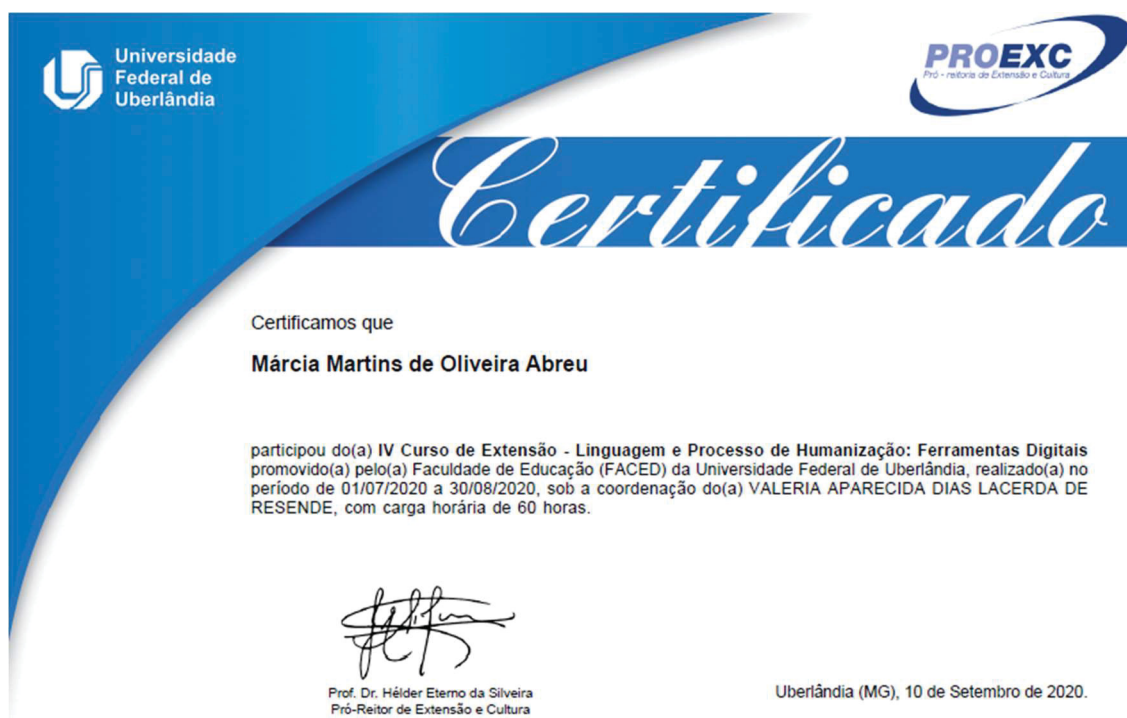 Universidade
Federal de
Uberlândia
PROEXC
Pró - reitoria de Extensão e Cultura
Certificado
Certificamos que
Márcia Martins de Oliveira Abreu
participou do(a) IV Curso de Extensão - Linguagem e Processo de Humanização: Ferramentas Digitais
promovido(a) pelo(a) Faculdade de Educação (FACED) da Universidade Federal de Uberlândia, realizado(a) no
período de 01/07/2020 a 30/08/2020, sob a coordenação do(a) VALERIA APARECIDA DIAS LACERDA DE
RESENDE, com carga horária de 60 horas.
Prof. Dr. Hélder Eterno da Silveira
Pró-Reitor de Extensão e Cultura
Uberlândia (MG), 10 de Setembro de 2020.